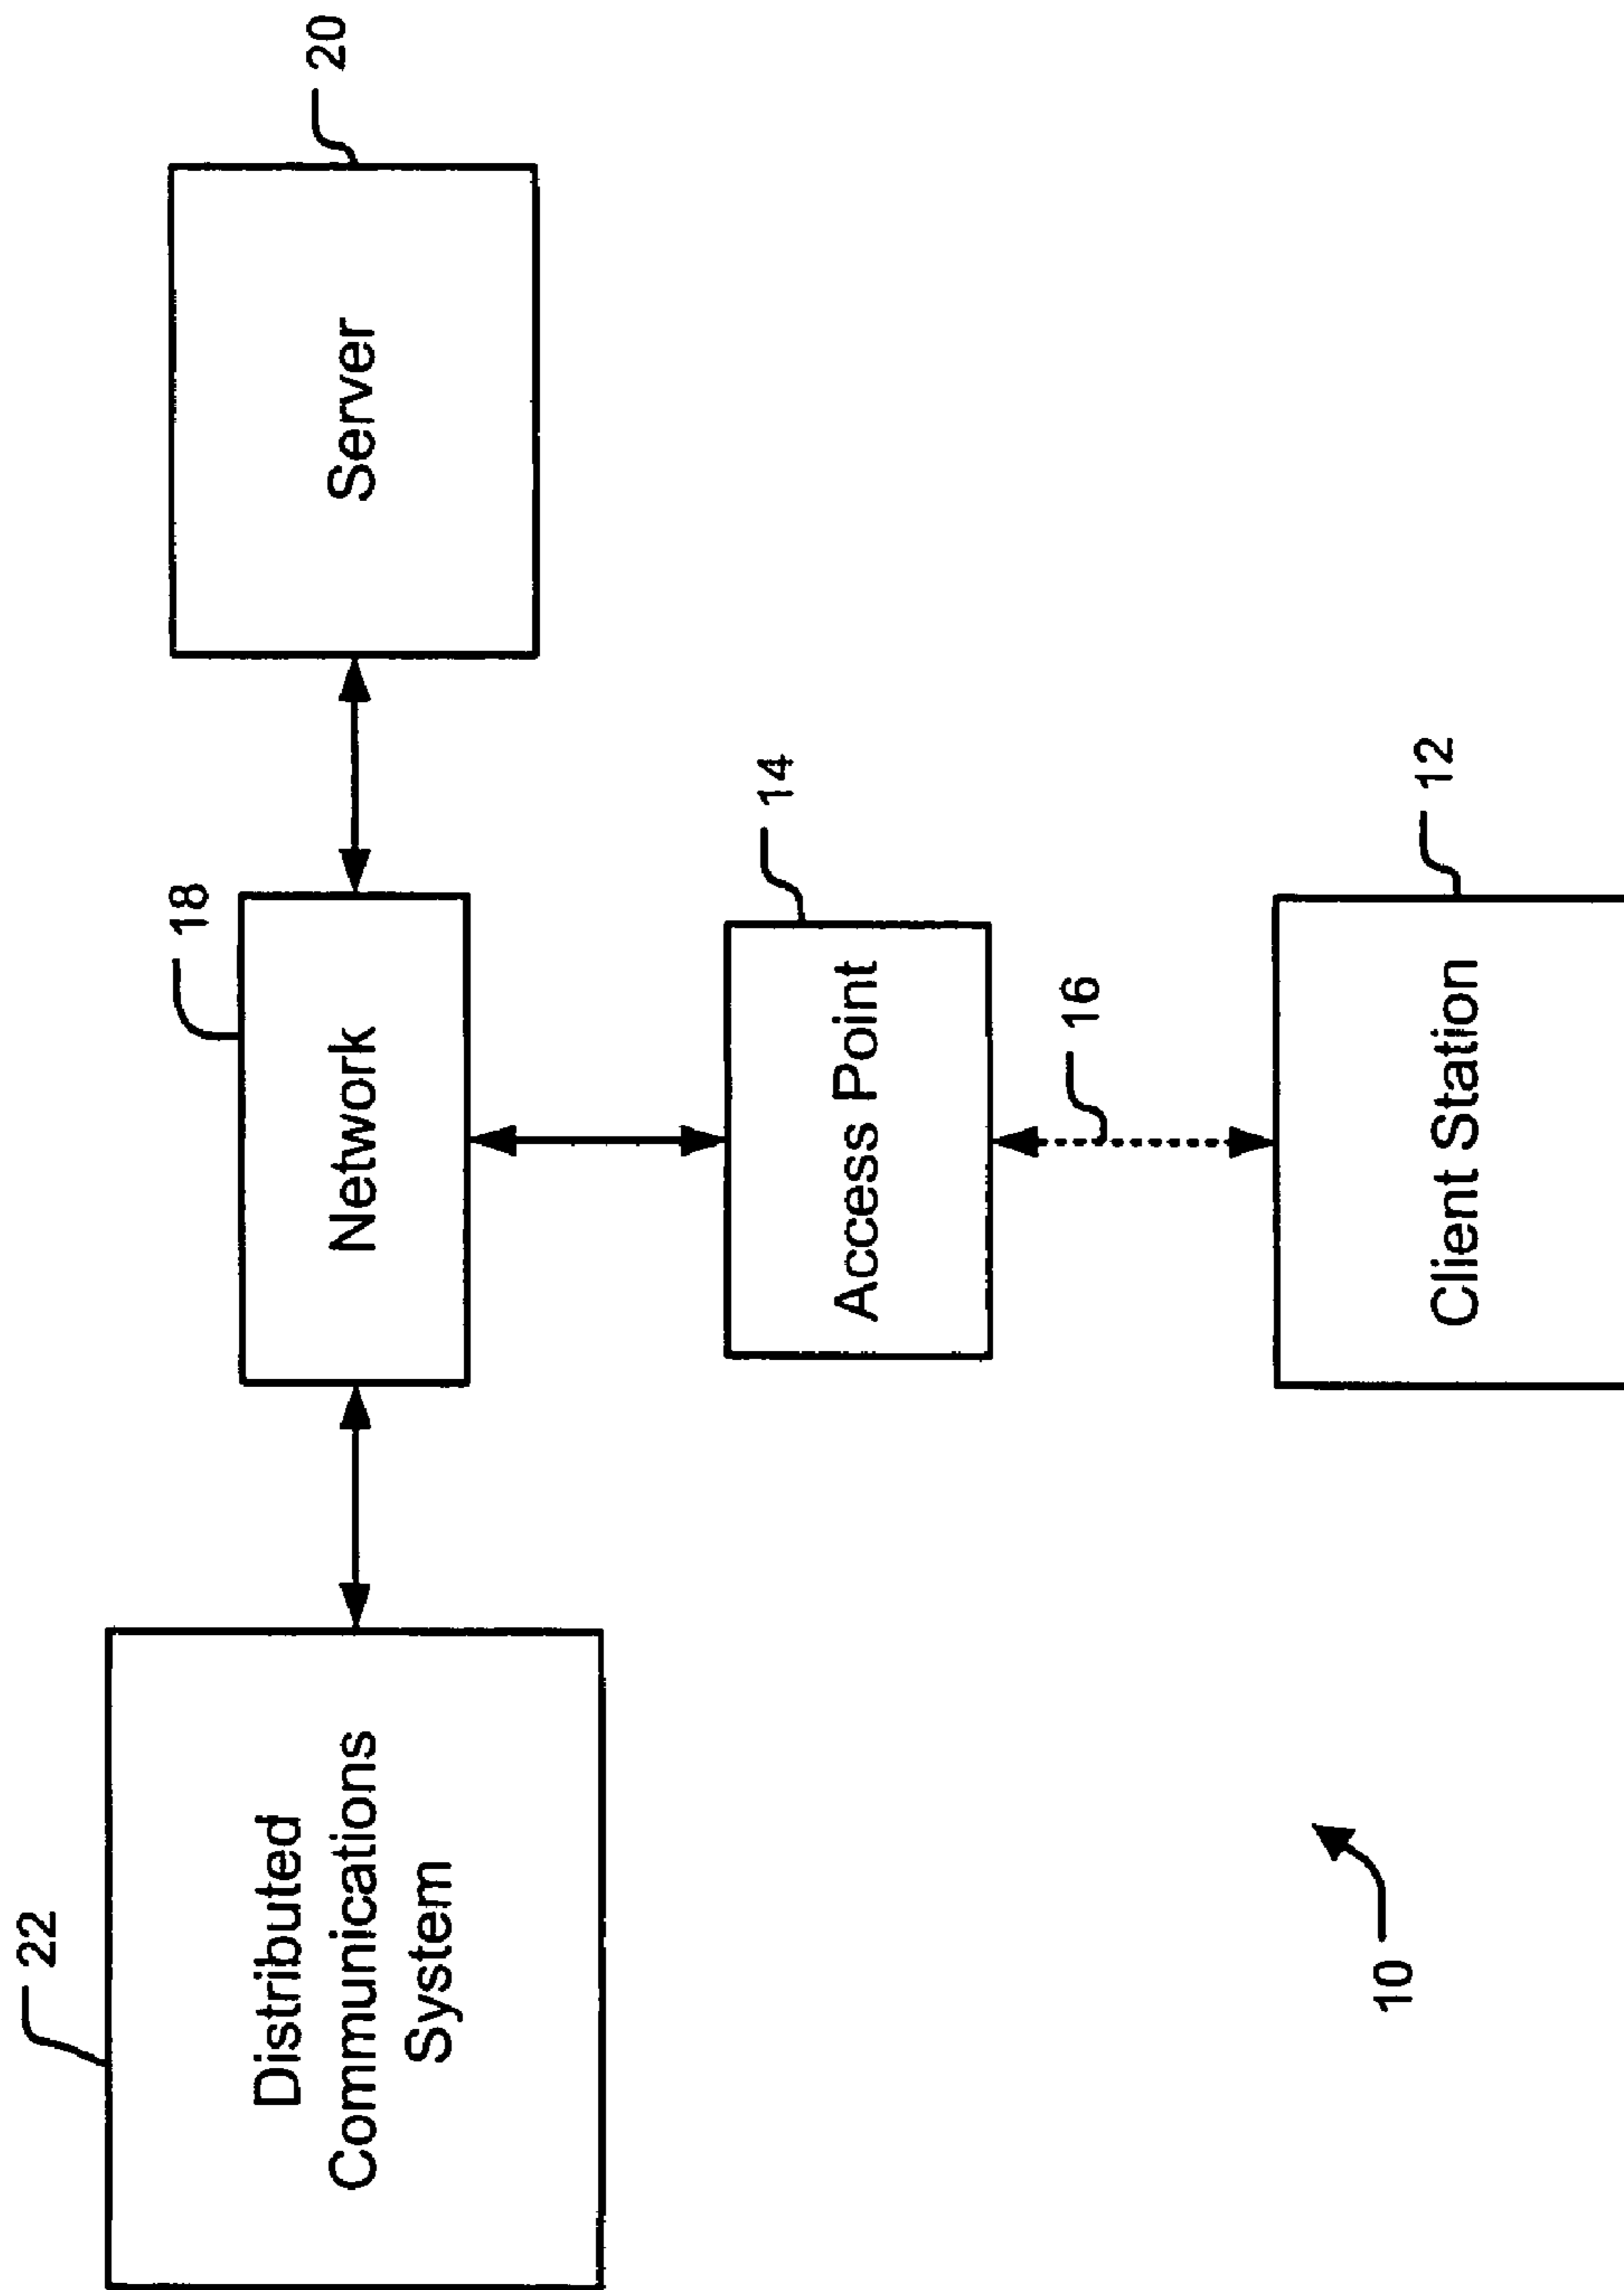 22
Distributed
Communications
System
18
Network
20
Server
14
Access Point
16
10
12
Client Station